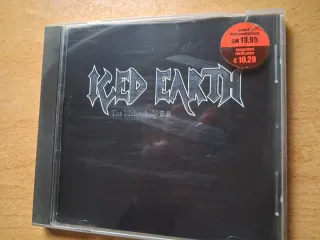 DM 19.95
€ 10.20
ICED EARTH
The Melancholy E.P.